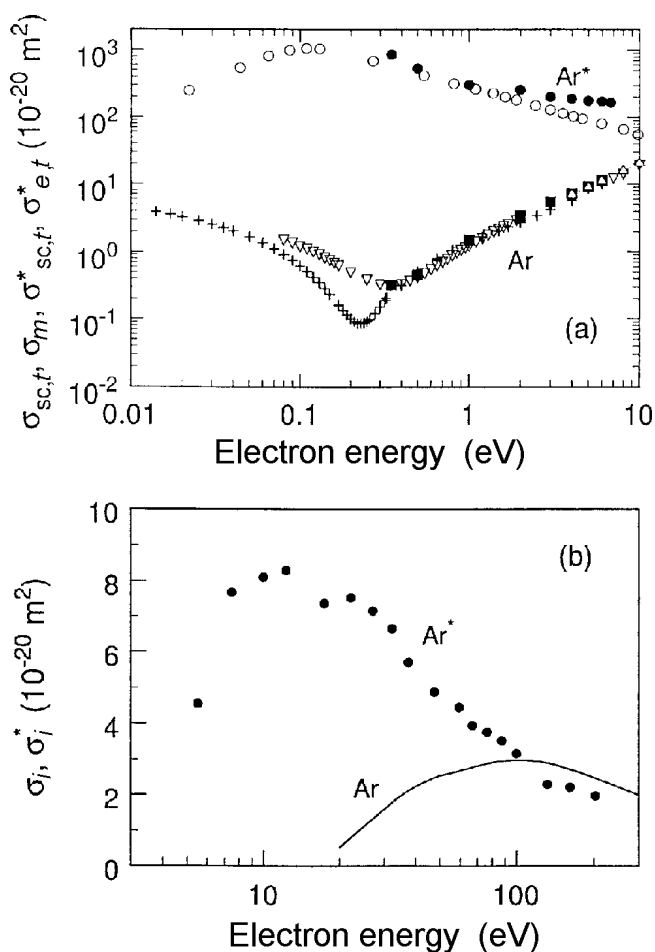 σsc,t, σm, σ*sc,t, σ*e,t (10⁻²⁰ m²)
10³
10²
10¹
10⁰
10⁻¹
10⁻²
Ar*
Ar
(a)
0.01
0.1
1
10
Electron energy (eV)
σi, σ*i (10⁻²⁰ m²)
10
8
6
4
2
0
(b)
Ar*
Ar
10
100
Electron energy (eV)